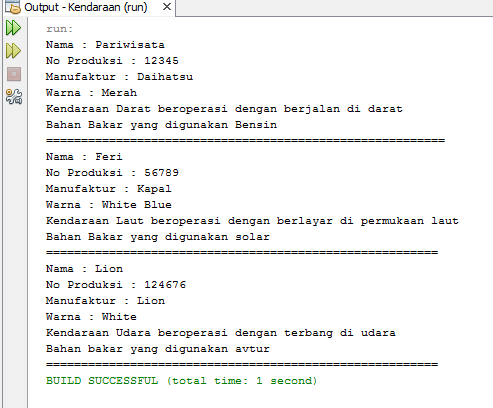 Output - Kendaraan (run)
run:
Nama : Pariwisata
No Produksi : 12345
Manufaktur : Daihatsu
Warna : Merah
Kendaraan Darat beroperasi dengan berjalan di darat
Bahan Bakar yang digunakan Bensin
=========================================================
Nama : Feri
No Produksi : 56789
Manufaktur : Kapal
Warna : White Blue
Kendaraan Laut beroperasi dengan berlayar di permukaan laut
Bahan Bakar yang digunakan solar
========================================================
Nama : Lion
No Produksi : 124676
Manufaktur : Lion
Warna : White
Kendaraan Udara beroperasi dengan terbang di udara
Bahan bakar yang digunakan avtur
========================================================
BUILD SUCCESSFUL (total time: 1 second)